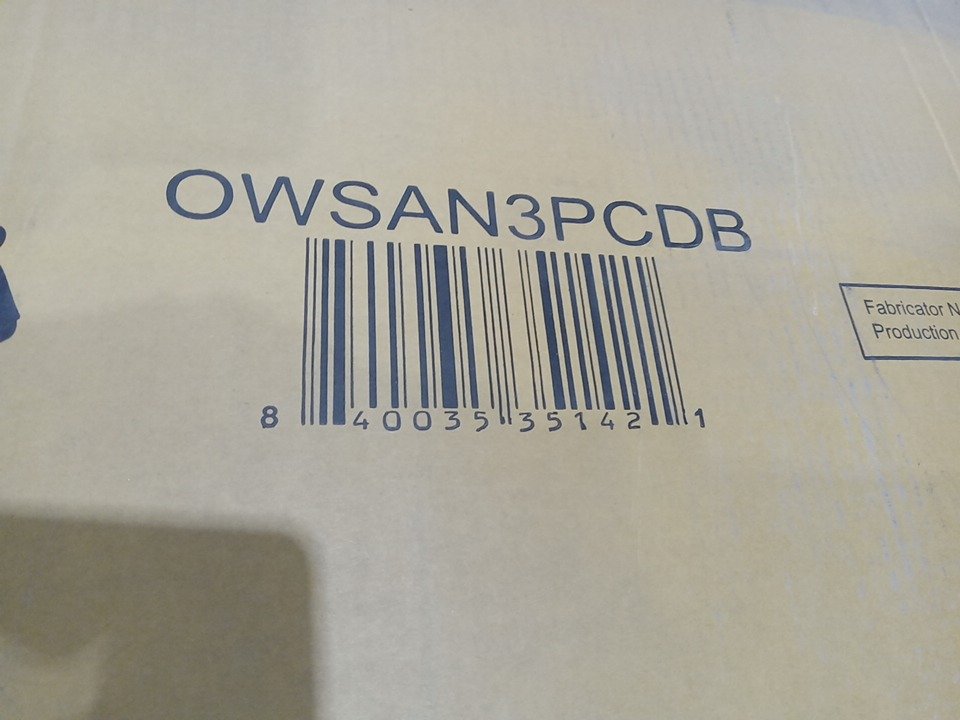 OWSAN3PCDB
8 40035 35142 1
Fabricator N
Production